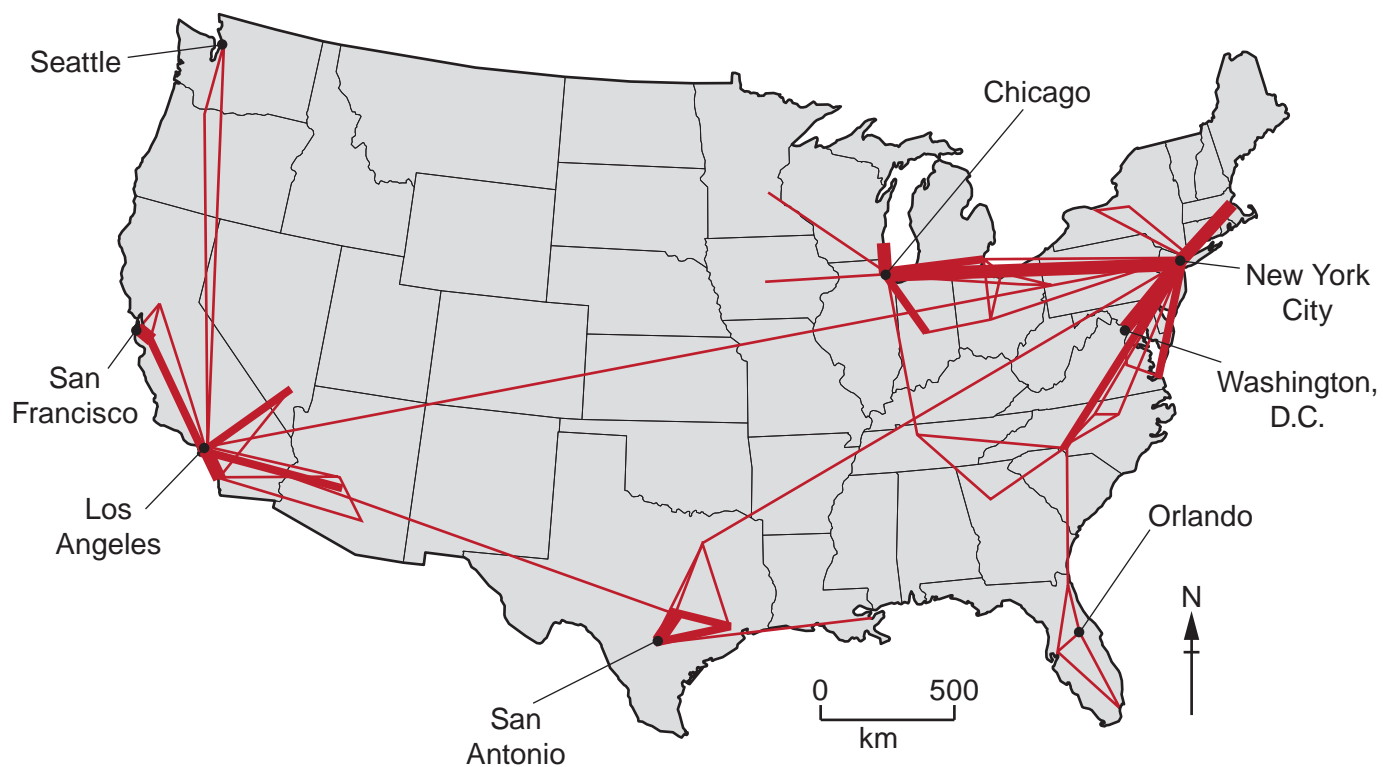 Seattle
Chicago
New York
City
San
Francisco
Washington,
D.C.
Los
Angeles
Orlando
N
San
Antonio
0 500
km